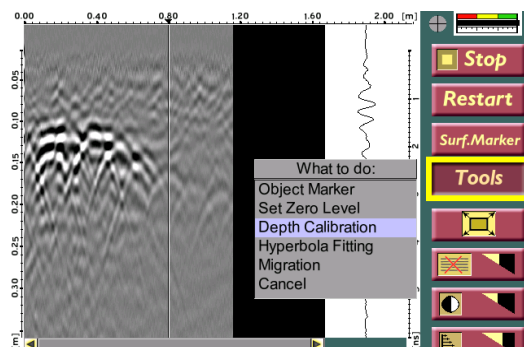 0.00 0.40 0.80 1.20 1.60 2.00 [m]
0.05
0.10
0.15
0.20
0.25
0.30
1
2
Stop
Restart
Surf.Marker
Tools
What to do:
Object Marker
Set Zero Level
Depth Calibration
Hyperbola Fitting
Migration
Cancel